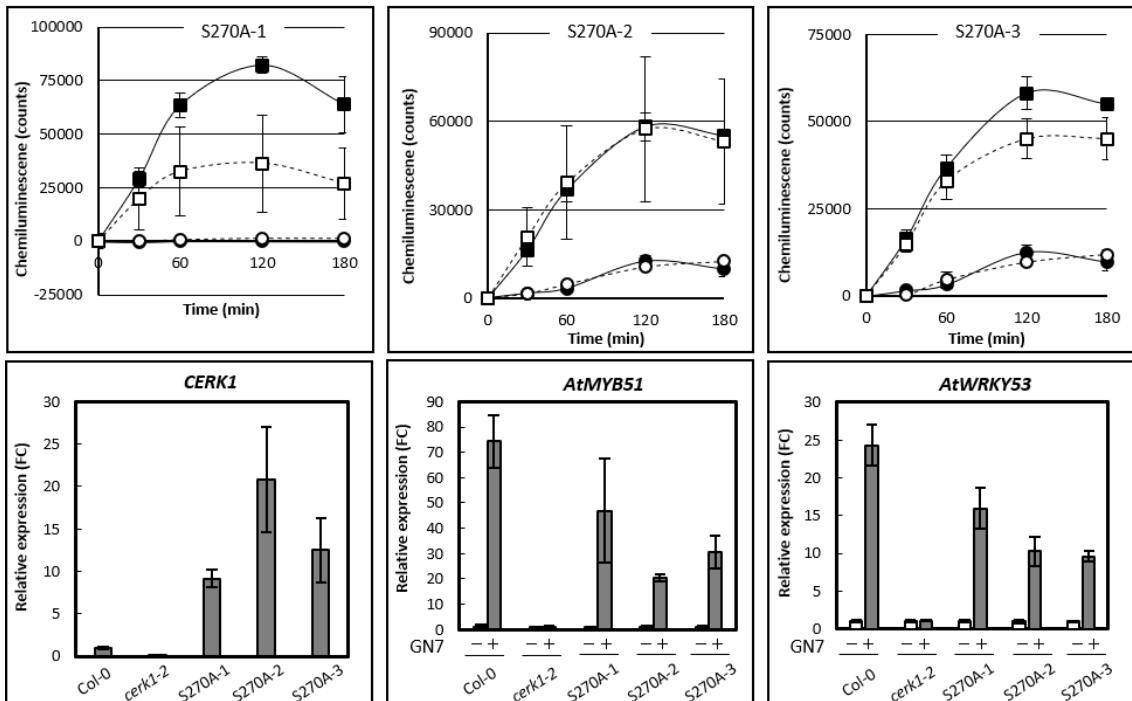 S270A-1
Chemiluminescene (counts)
100000
75000
50000
25000
0
-25000
0 60 120 180
Time (min)
S270A-2
Chemiluminescene (counts)
90000
60000
30000
0
0 60 120 180
Time (min)
S270A-3
Chemiluminescene (counts)
75000
50000
25000
0
0 60 120 180
Time (min)
CERK1
Relative expression (FC)
30
25
20
15
10
5
0
Col-0 cerk1-2 S270A-1 S270A-2 S270A-3
AtMYB51
Relative expression (FC)
90
80
70
60
50
40
30
20
10
0
GN7 − + − + − + − + − +
Col-0 cerk1-2 S270A-1 S270A-2 S270A-3
AtWRKY53
Relative expression (FC)
30
25
20
15
10
5
0
GN7 − + − + − + − + − +
Col-0 cerk1-2 S270A-1 S270A-2 S270A-3